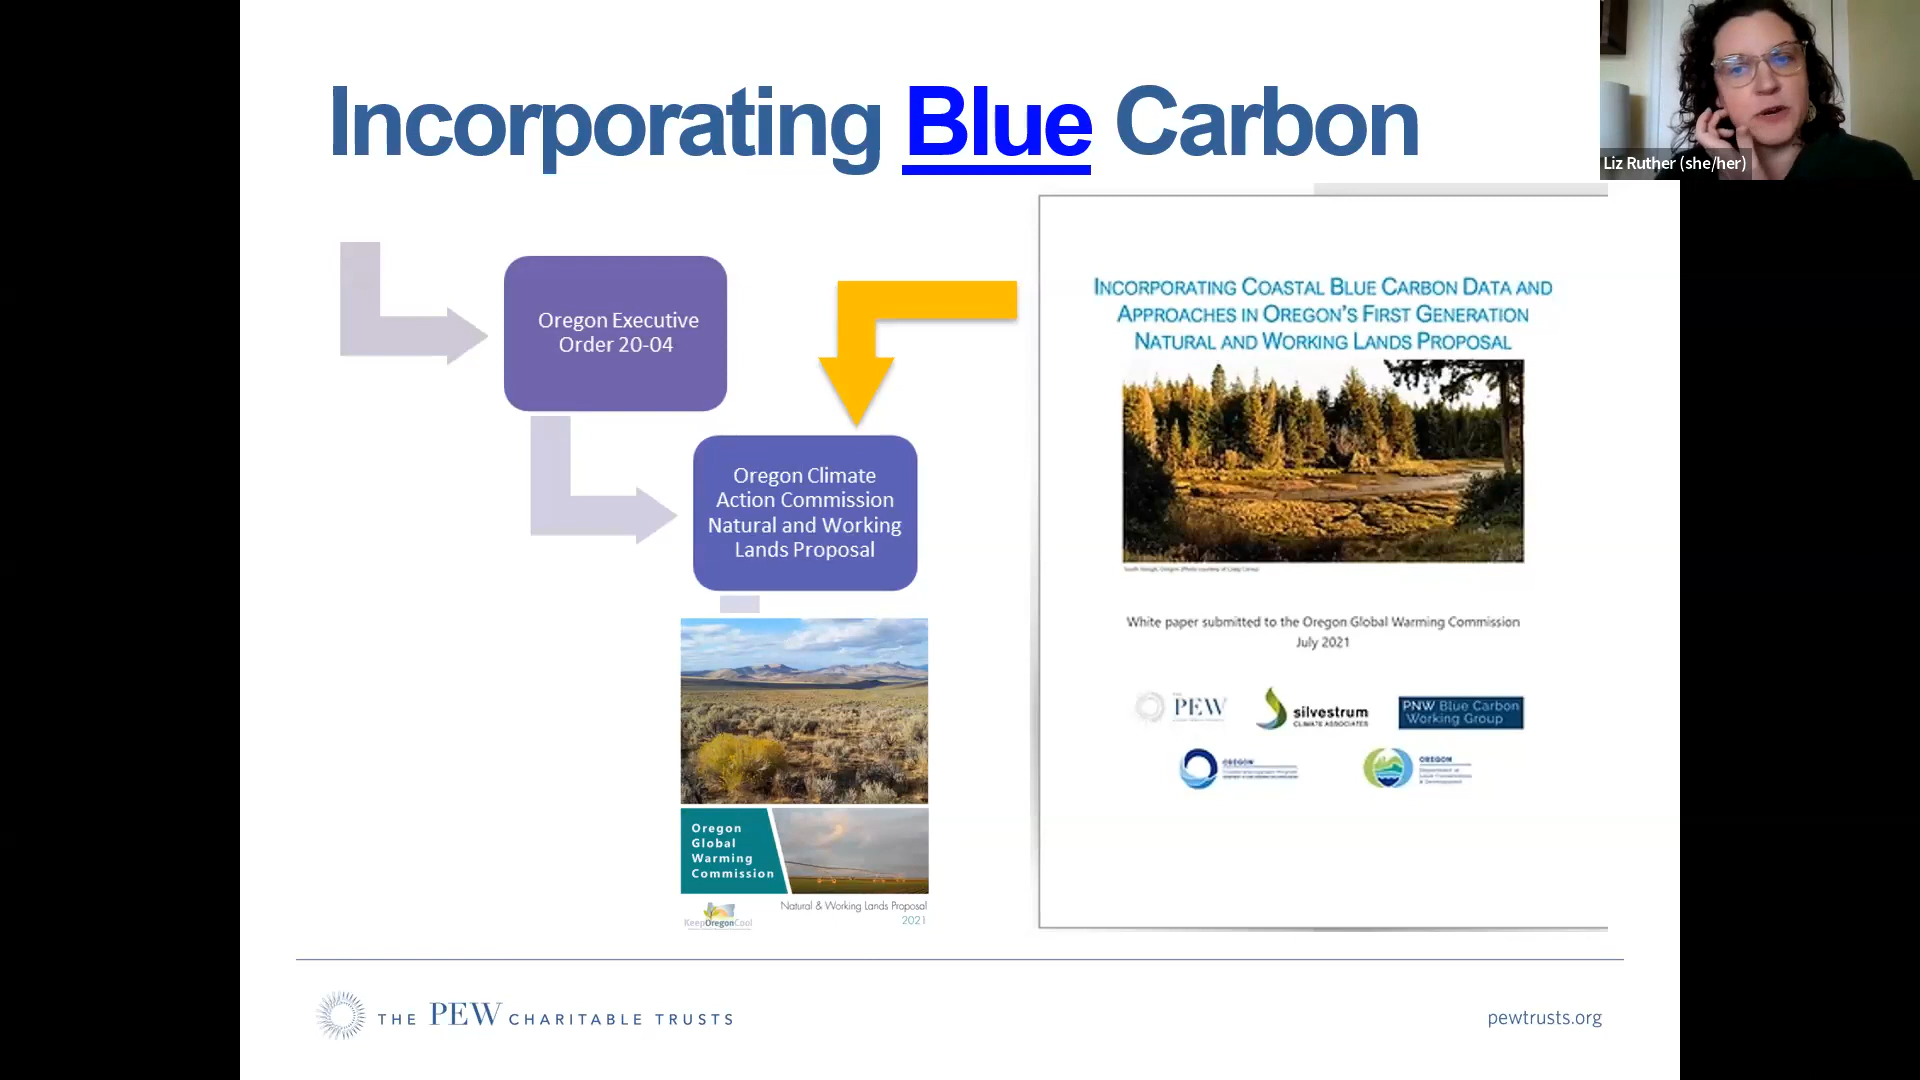 Incorporating Blue Carbon
Liz Ruther (she/her)
Oregon Executive
Order 20-04
Oregon Climate
Action Commission
Natural and Working
Lands Proposal
Oregon
Global
Warming
Commission
KeepOregonCool
Natural & Working Lands Proposal
2021
INCORPORATING COASTAL BLUE CARBON DATA AND
APPROACHES IN OREGON'S FIRST GENERATION
NATURAL AND WORKING LANDS PROPOSAL
White paper submitted to the Oregon Global Warming Commission
July 2021
PEW
silvestrum
CLIMATE ASSOCIATES
PNW Blue Carbon
Working Group
OREGON
OREGON
THE PEW CHARITABLE TRUSTS
pewtrusts.org